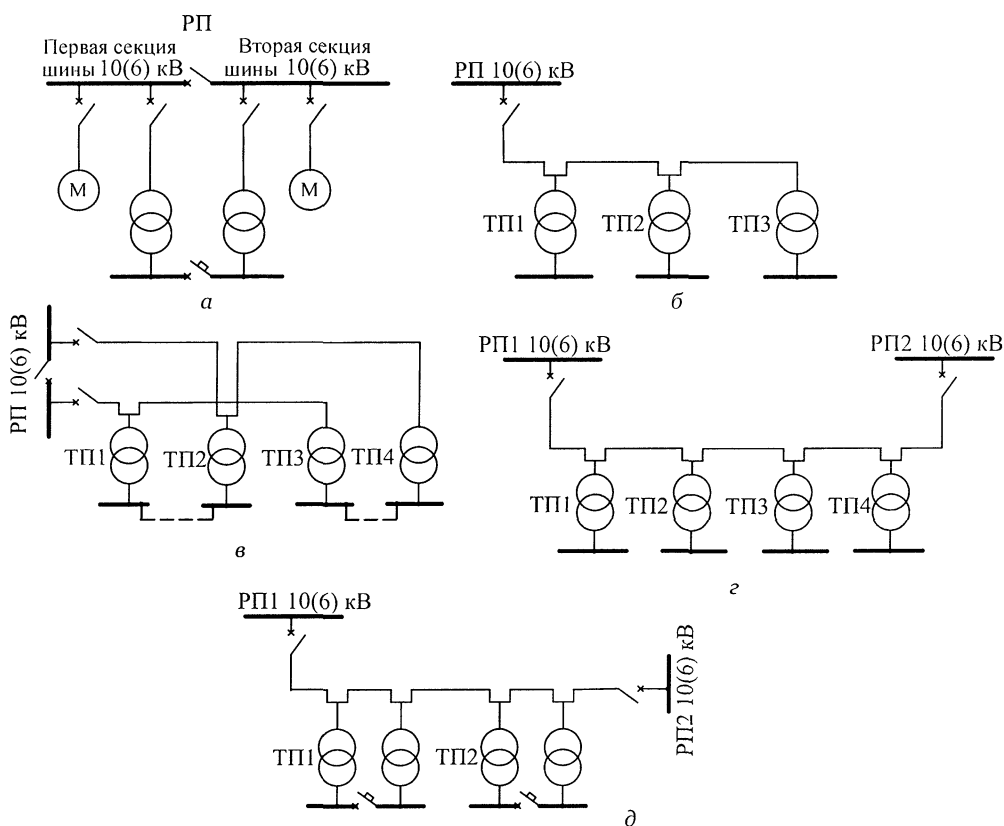 РП
Первая секция
шины 10(6) кВ
Вторая секция
шины 10(6) кВ
М
М
а
РП 10(6) кВ
ТП1
ТП2
ТП3
б
РП 10(6) кВ
ТП1
ТП2
ТП3
ТП4
в
РП1 10(6) кВ
РП2 10(6) кВ
ТП1
ТП2
ТП3
ТП4
г
РП1 10(6) кВ
РП2 10(6) кВ
ТП1
ТП2
д